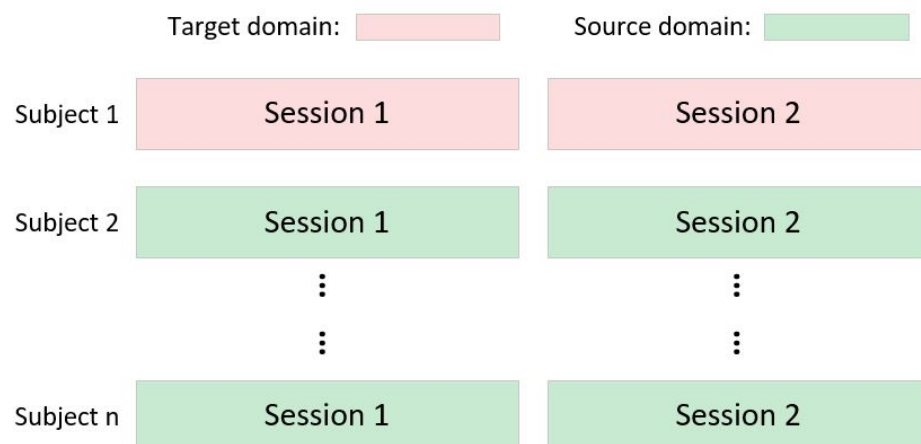 Target domain: Source domain:
Subject 1 Session 1 Session 2
Subject 2 Session 1 Session 2
Subject n Session 1 Session 2